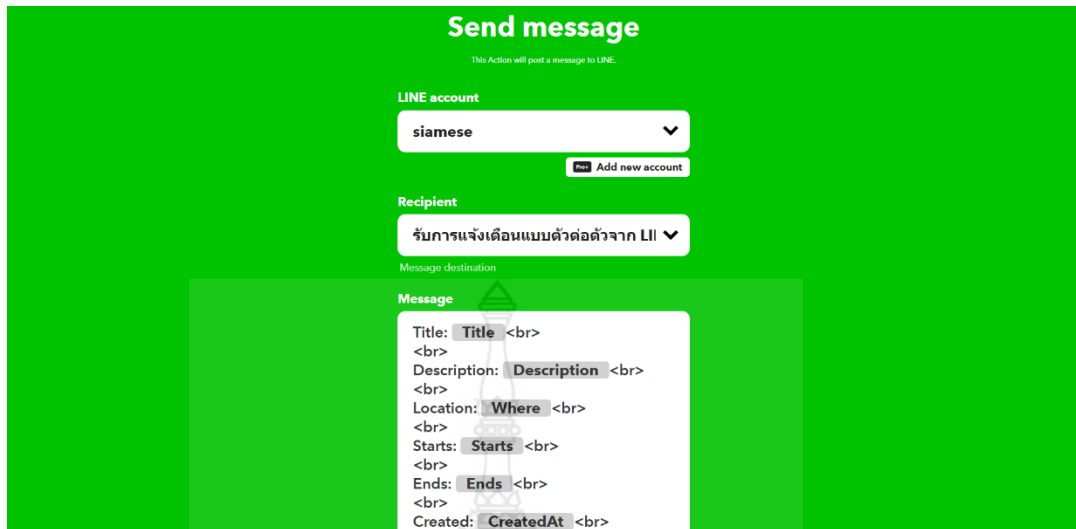 Send message
This Action will post a message to LINE.
LINE account
siamese
Pro+ Add new account
Recipient
รับการแจ้งเตือนแบบตัวต่อตัวจาก LI
Message destination
Message
Title: Title <br>
<br>
Description: Description <br>
<br>
Location: Where <br>
<br>
Starts: Starts <br>
<br>
Ends: Ends <br>
<br>
Created: CreatedAt <br>